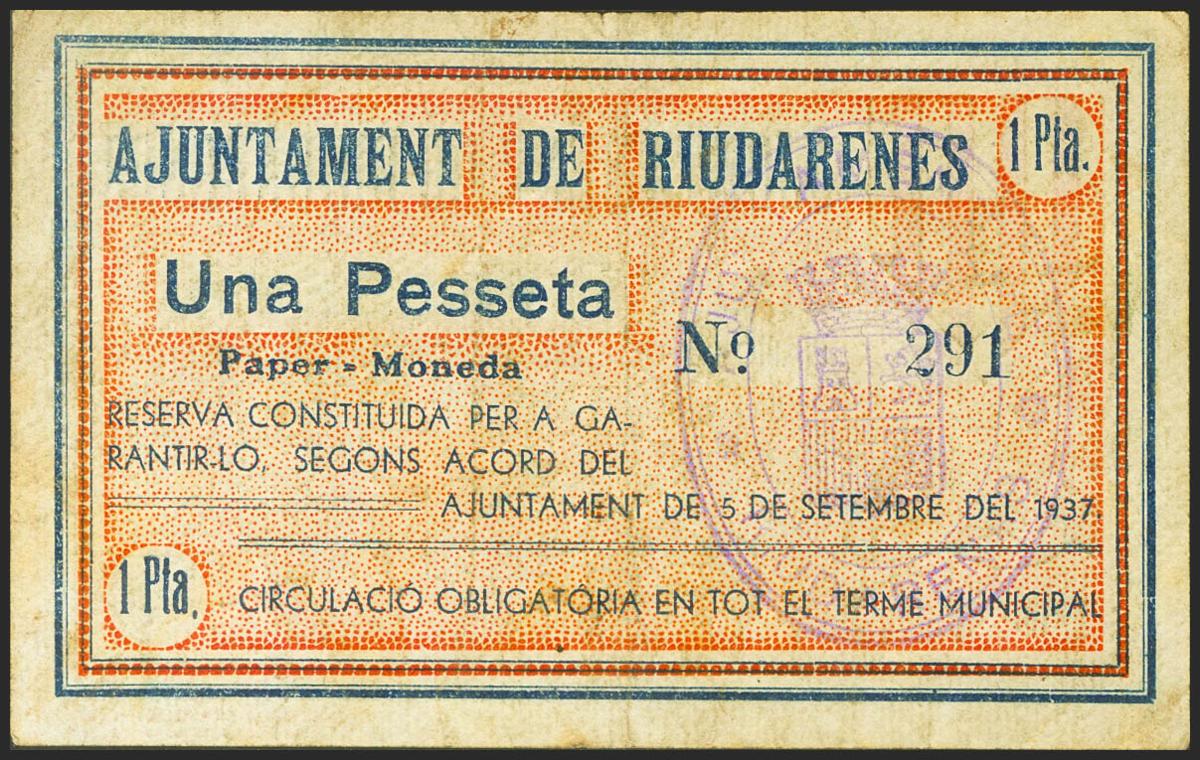 AJUNTAMENT DE RIUDARENES
1 Pta.
Una Pesseta
Paper - Moneda
Nº 291
RESERVA CONSTITUIDA PER A GA-
RANTIR-LO, SEGONS ACORD DEL
AJUNTAMENT DE 5 DE SETEMBRE DEL 1937.
1 Pta.
CIRCULACIÓ OBLIGATÓRIA EN TOT EL TERME MUNICIPAL